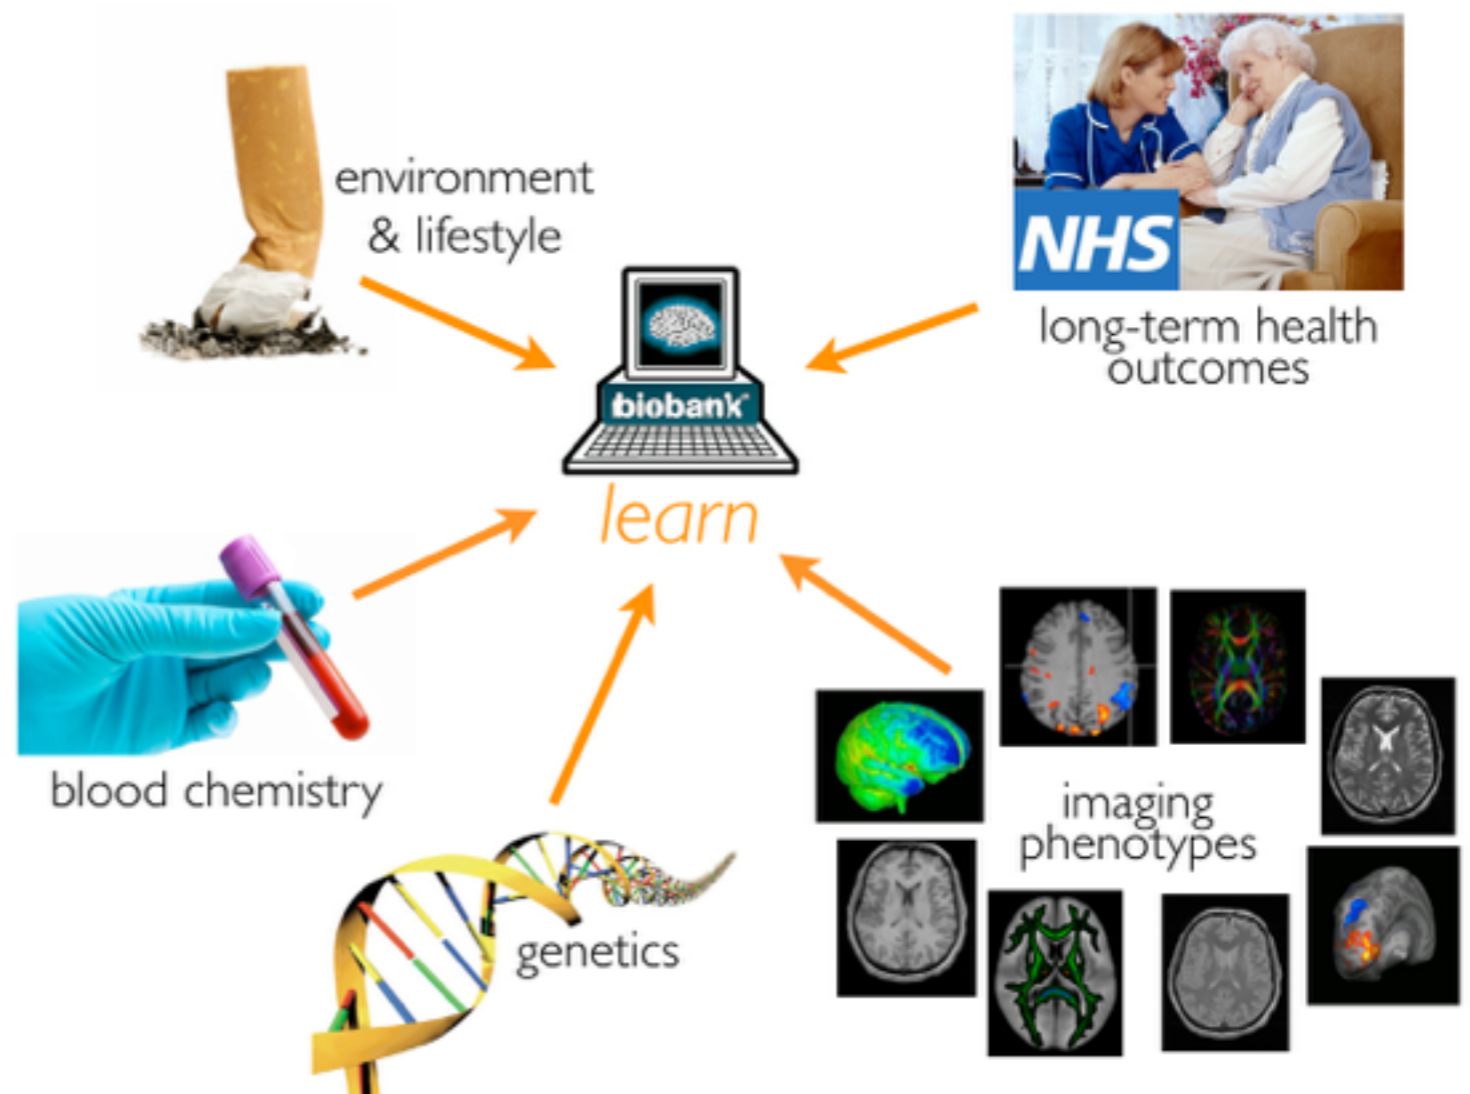 environment
& lifestyle
NHS
long-term health
outcomes
biobank
learn
blood chemistry
imaging
phenotypes
genetics